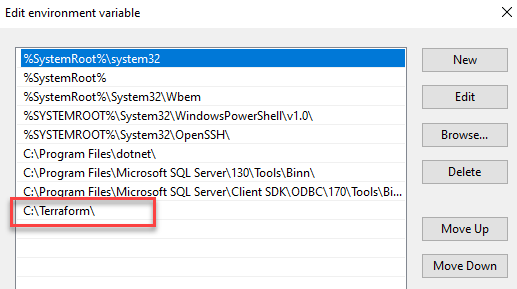 Edit environment variable
%SystemRoot%\system32
%SystemRoot%
%SystemRoot%\System32\Wbem
%SYSTEMROOT%\System32\WindowsPowerShell\v1.0\
%SYSTEMROOT%\System32\OpenSSH\
C:\Program Files\dotnet\
C:\Program Files\Microsoft SQL Server\130\Tools\Binn\
C:\Program Files\Microsoft SQL Server\Client SDK\ODBC\170\Tools\Bi...
C:\Terraform\
New
Edit
Browse...
Delete
Move Up
Move Down